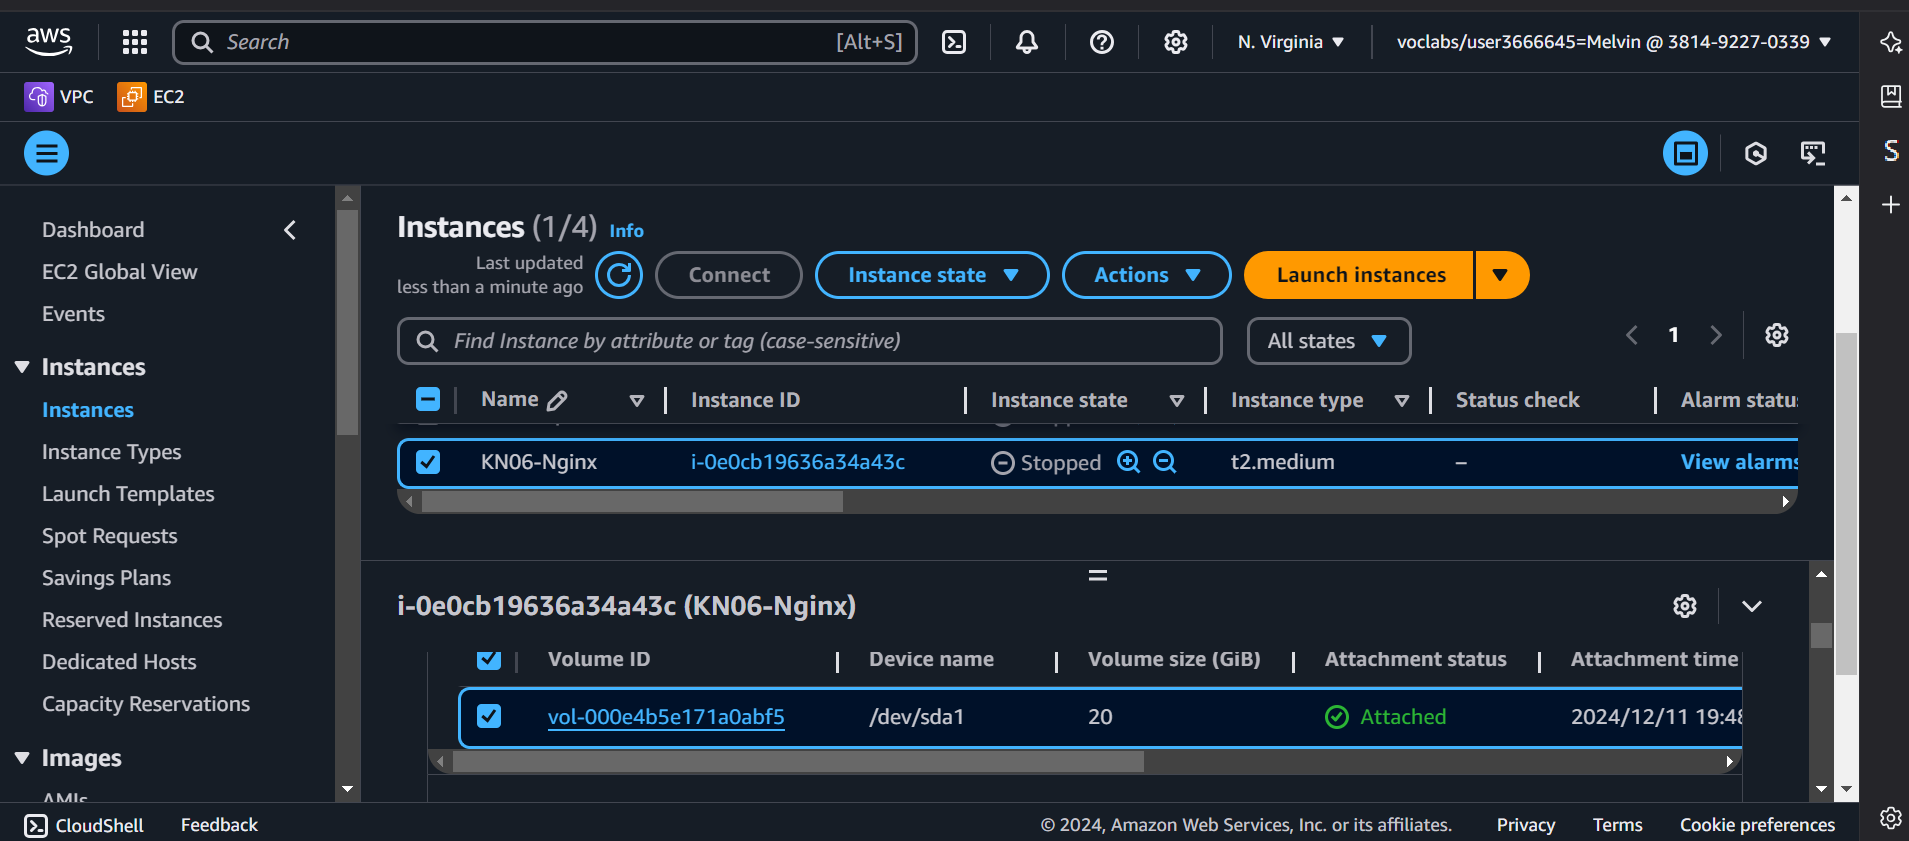 aws
Search [Alt+S]
N. Virginia
voclabs/user3666645=Melvin @ 3814-9227-0339
VPC
EC2
S
Dashboard
EC2 Global View
Events
Instances
Instances
Instance Types
Launch Templates
Spot Requests
Savings Plans
Reserved Instances
Dedicated Hosts
Capacity Reservations
Images
AMIs
Instances (1/4) Info
Last updated
less than a minute ago
Connect
Instance state
Actions
Launch instances
Find Instance by attribute or tag (case-sensitive)
All states
1
Name Instance ID Instance state Instance type Status check Alarm status
KN06-Nginx i-0e0cb19636a34a43c Stopped t2.medium – View alarms
i-0e0cb19636a34a43c (KN06-Nginx)
Volume ID Device name Volume size (GiB) Attachment status Attachment time
vol-000e4b5e171a0abf5 /dev/sda1 20 Attached 2024/12/11 19:48
CloudShell Feedback © 2024, Amazon Web Services, Inc. or its affiliates. Privacy Terms Cookie preferences